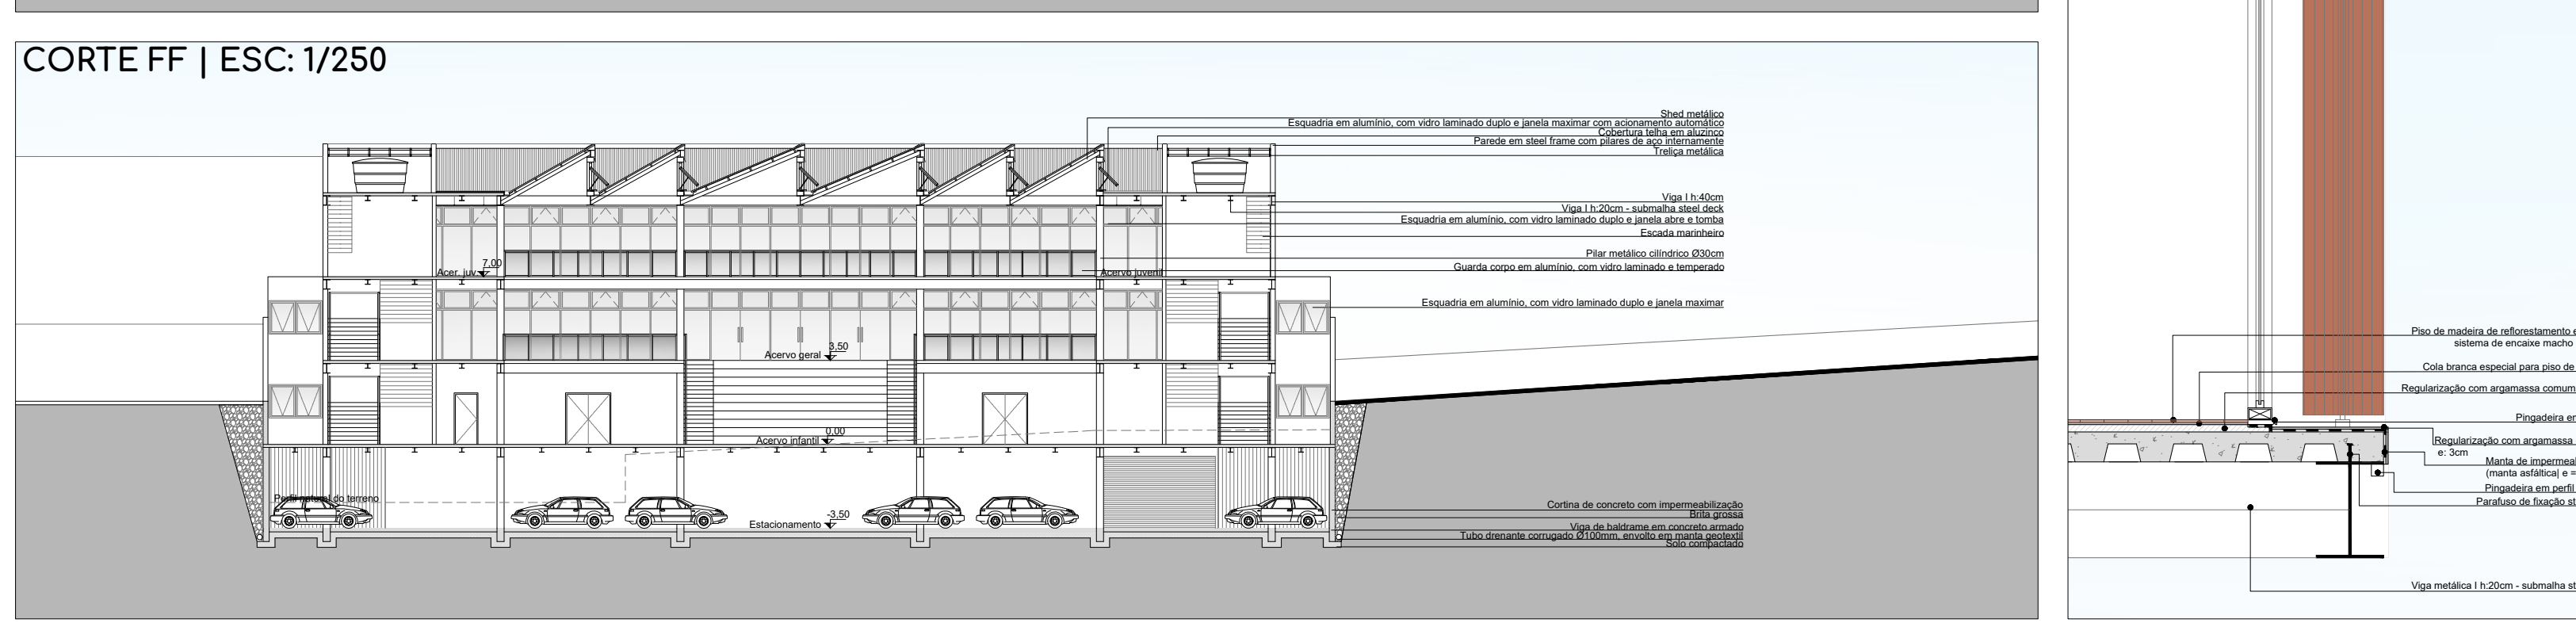 CORTE FF | ESC: 1/250
Shed metálico
Esquadria em alumínio, com vidro laminado duplo e janela maximar com acionamento automático
Cobertura telha em aluzinco
Parede em steel frame com pilares de aço internamente
Treliça metálica
Viga I h:40cm
Viga I h:20cm - submalha steel deck
Esquadria em alumínio, com vidro laminado duplo e janela abre e tomba
Escada marinheiro
Pilar metálico cilíndrico Ø30cm
Guarda corpo em alumínio, com vidro laminado e temperado
Esquadria em alumínio, com vidro laminado duplo e janela maximar
7,00
Acer. juv.
Acervo juvenil
3,50
Acervo geral
0,00
Acervo infantil
Perfil natural do terreno
-3,50
Estacionamento
Cortina de concreto com impermeabilização
Brita grossa
Viga de baldrame em concreto armado
Tubo drenante corrugado Ø100mm, envolto em manta geotextil
Solo compactado
Piso de madeira de reflorestamento e
sistema de encaixe macho
Cola branca especial para piso de
Regularização com argamassa comum
Pingadeira em
Regularização com argamassa
e: 3cm
Manta de impermeal
(manta asfáltica| e =
Pingadeira em perfil
Parafuso de fixação st
Viga metálica I h:20cm - submalha st